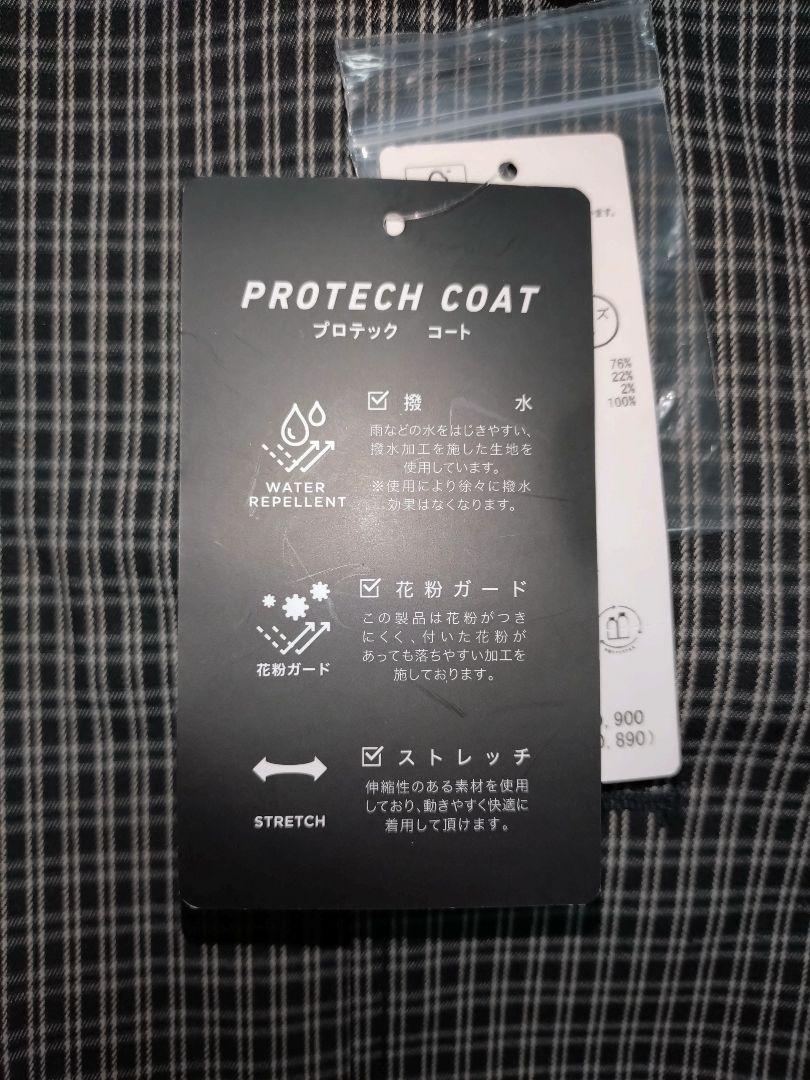 PROTECH COAT
プロテック コート
撥 水
雨などの水をはじきやすい、
撥水加工を施した生地を
使用しています。
※使用により徐々に撥水
効果はなくなります。
WATER
REPELLENT
花粉ガード
この製品は花粉がつき
にくく、付いた花粉が
あっても落ちやすい加工を
施しております。
花粉ガード
ストレッチ
伸縮性のある素材を使用
しており、動きやすく快適に
着用して頂けます。
STRETCH
ます。
ズ
76%
22%
2%
100%
,900
,890)